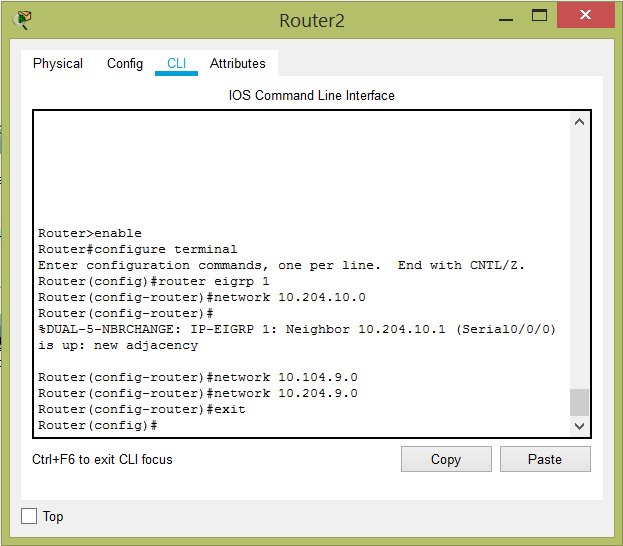 Router2
Physical Config CLI Attributes
IOS Command Line Interface
Router>enable
Router#configure terminal
Enter configuration commands, one per line.  End with CNTL/Z.
Router(config)#router eigrp 1
Router(config-router)#network 10.204.10.0
Router(config-router)#
%DUAL-5-NBRCHANGE: IP-EIGRP 1: Neighbor 10.204.10.1 (Serial0/0/0)
is up: new adjacency
Router(config-router)#network 10.104.9.0
Router(config-router)#network 10.204.9.0
Router(config-router)#exit
Router(config)#
Ctrl+F6 to exit CLI focus
Copy
Paste
Top